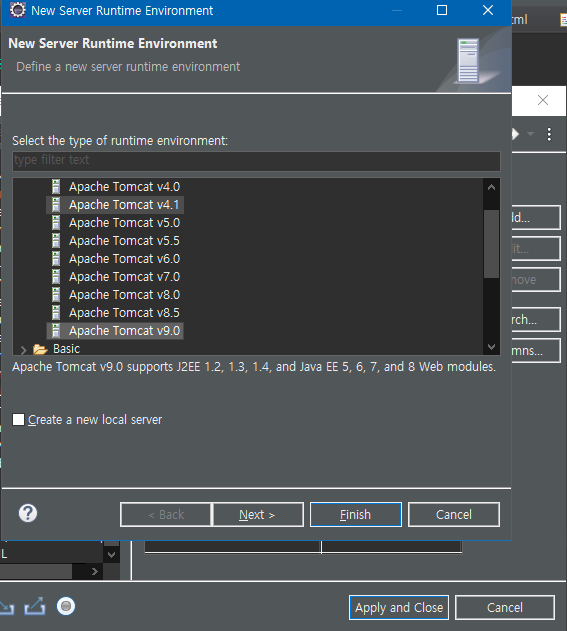 New Server Runtime Environment
tml
New Server Runtime Environment
Define a new server runtime environment
Select the type of runtime environment:
type filter text
Apache Tomcat v4.0
Apache Tomcat v4.1
Apache Tomcat v5.0
Apache Tomcat v5.5
Apache Tomcat v6.0
Apache Tomcat v7.0
Apache Tomcat v8.0
Apache Tomcat v8.5
Apache Tomcat v9.0
Basic
dd...
it...
ove
rch...
mns...
Apache Tomcat v9.0 supports J2EE 1.2, 1.3, 1.4, and Java EE 5, 6, 7, and 8 Web modules.
Create a new local server
< Back
Next >
Finish
Cancel
L
Apply and Close
Cancel